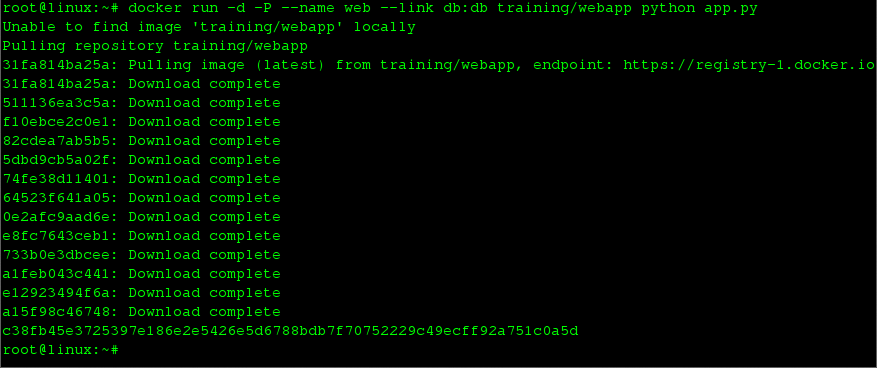 root@linux:~# docker run -d -P --name web --link db:db training/webapp python app.py
Unable to find image 'training/webapp' locally
Pulling repository training/webapp
31fa814ba25a: Pulling image (latest) from training/webapp, endpoint: https://registry-1.docker.io
31fa814ba25a: Download complete
511136ea3c5a: Download complete
f10ebce2c0e1: Download complete
82cdea7ab5b5: Download complete
5dbd9cb5a02f: Download complete
74fe38d11401: Download complete
64523f641a05: Download complete
0e2afc9aad6e: Download complete
e8fc7643ceb1: Download complete
733b0e3dbcee: Download complete
a1feb043c441: Download complete
e12923494f6a: Download complete
a15f98c46748: Download complete
c38fb45e3725397e186e2e5426e5d6788bdb7f70752229c49ecff92a751c0a5d
root@linux:~#